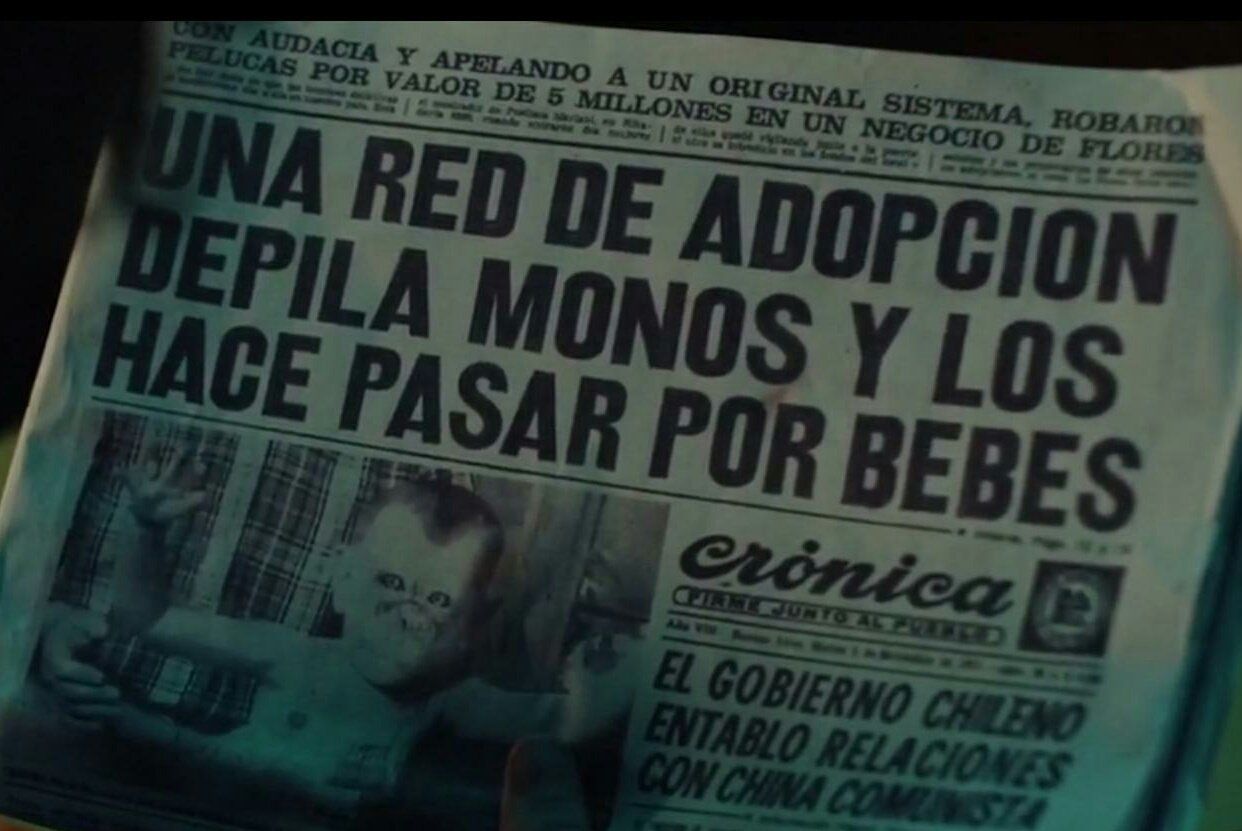 CON AUDACIA Y APELANDO A UN ORIGINAL SISTEMA, ROBARON
PELUCAS POR VALOR DE 5 MILLONES EN UN NEGOCIO DE FLORES
UNA RED DE ADOPCION
DEPILA MONOS Y LOS
HACE PASAR POR BEBES
crónica
FIRME JUNTO AL PUEBLO
EL GOBIERNO CHILENO
ENTABLO RELACIONES
CON CHINA COMUNISTA